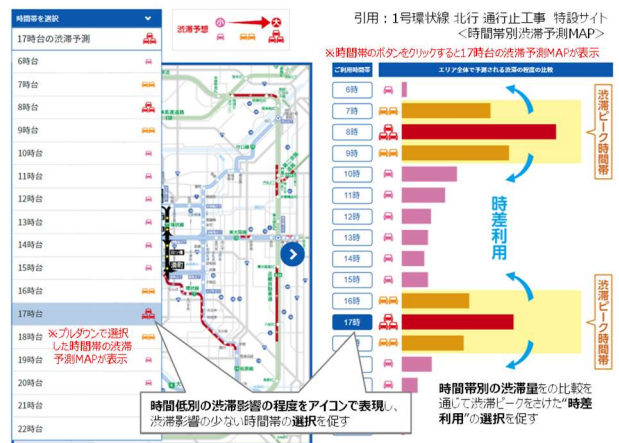 時間帯を選択
17時台の渋滞予測
6時台
7時台
8時台
9時台
10時台
11時台
12時台
13時台
14時台
15時台
16時台
17時台
18時台
19時台
20時台
21時台
22時台
※プルダウンで選択
した時間帯の渋滞
予測MAPが表示
渋滞予想
小
大
引用：1号環状線 北行 通行止工事 特設サイト
＜時間帯別渋滞予測MAP＞
※時間帯のボタンをクリックすると17時台の渋滞予測MAPが表示
ご利用時間帯
エリア全体で予測される渋滞の程度の比較
6時
7時
8時
9時
10時
11時
12時
13時
14時
15時
16時
17時
渋滞ピーク時間帯
時差利用
渋滞ピーク時間帯
時間低別の渋滞影響の程度をアイコンで表現し、
渋滞影響の少ない時間帯の選択を促す
時間帯別の渋滞量をの比較を
通じて渋滞ピークをさけた"時差
利用"の選択を促す